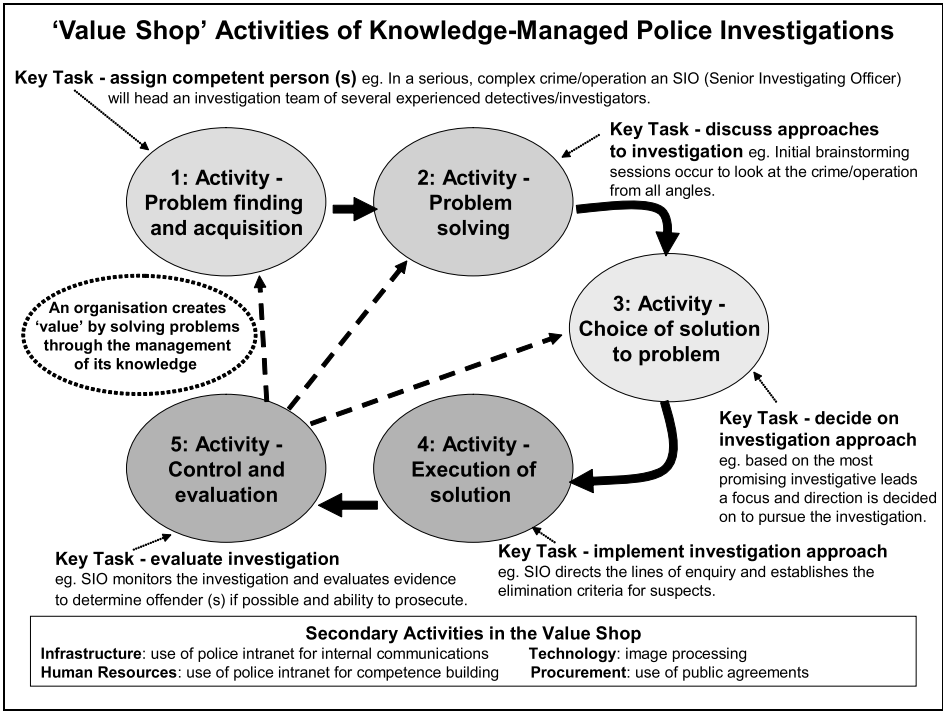 ‘Value Shop’ Activities of Knowledge-Managed Police Investigations
Key Task - assign competent person (s) eg. In a serious, complex crime/operation an SIO (Senior Investigating Officer)
will head an investigation team of several experienced detectives/investigators.
Key Task - discuss approaches
to investigation eg. Initial brainstorming
sessions occur to look at the crime/operation
from all angles.
1: Activity -
Problem finding
and acquisition
2: Activity -
Problem
solving
3: Activity -
Choice of solution
to problem
An organisation creates
‘value’ by solving problems
through the management
of its knowledge
Key Task - decide on
investigation approach
eg. based on the most
promising investigative leads
a focus and direction is decided
on to pursue the investigation.
4: Activity -
Execution of
solution
5: Activity -
Control and
evaluation
Key Task - implement investigation approach
eg. SIO directs the lines of enquiry and establishes the
elimination criteria for suspects.
Key Task - evaluate investigation
eg. SIO monitors the investigation and evaluates evidence
to determine offender (s) if possible and ability to prosecute.
Secondary Activities in the Value Shop
Infrastructure: use of police intranet for internal communications
Technology: image processing
Human Resources: use of police intranet for competence building
Procurement: use of public agreements